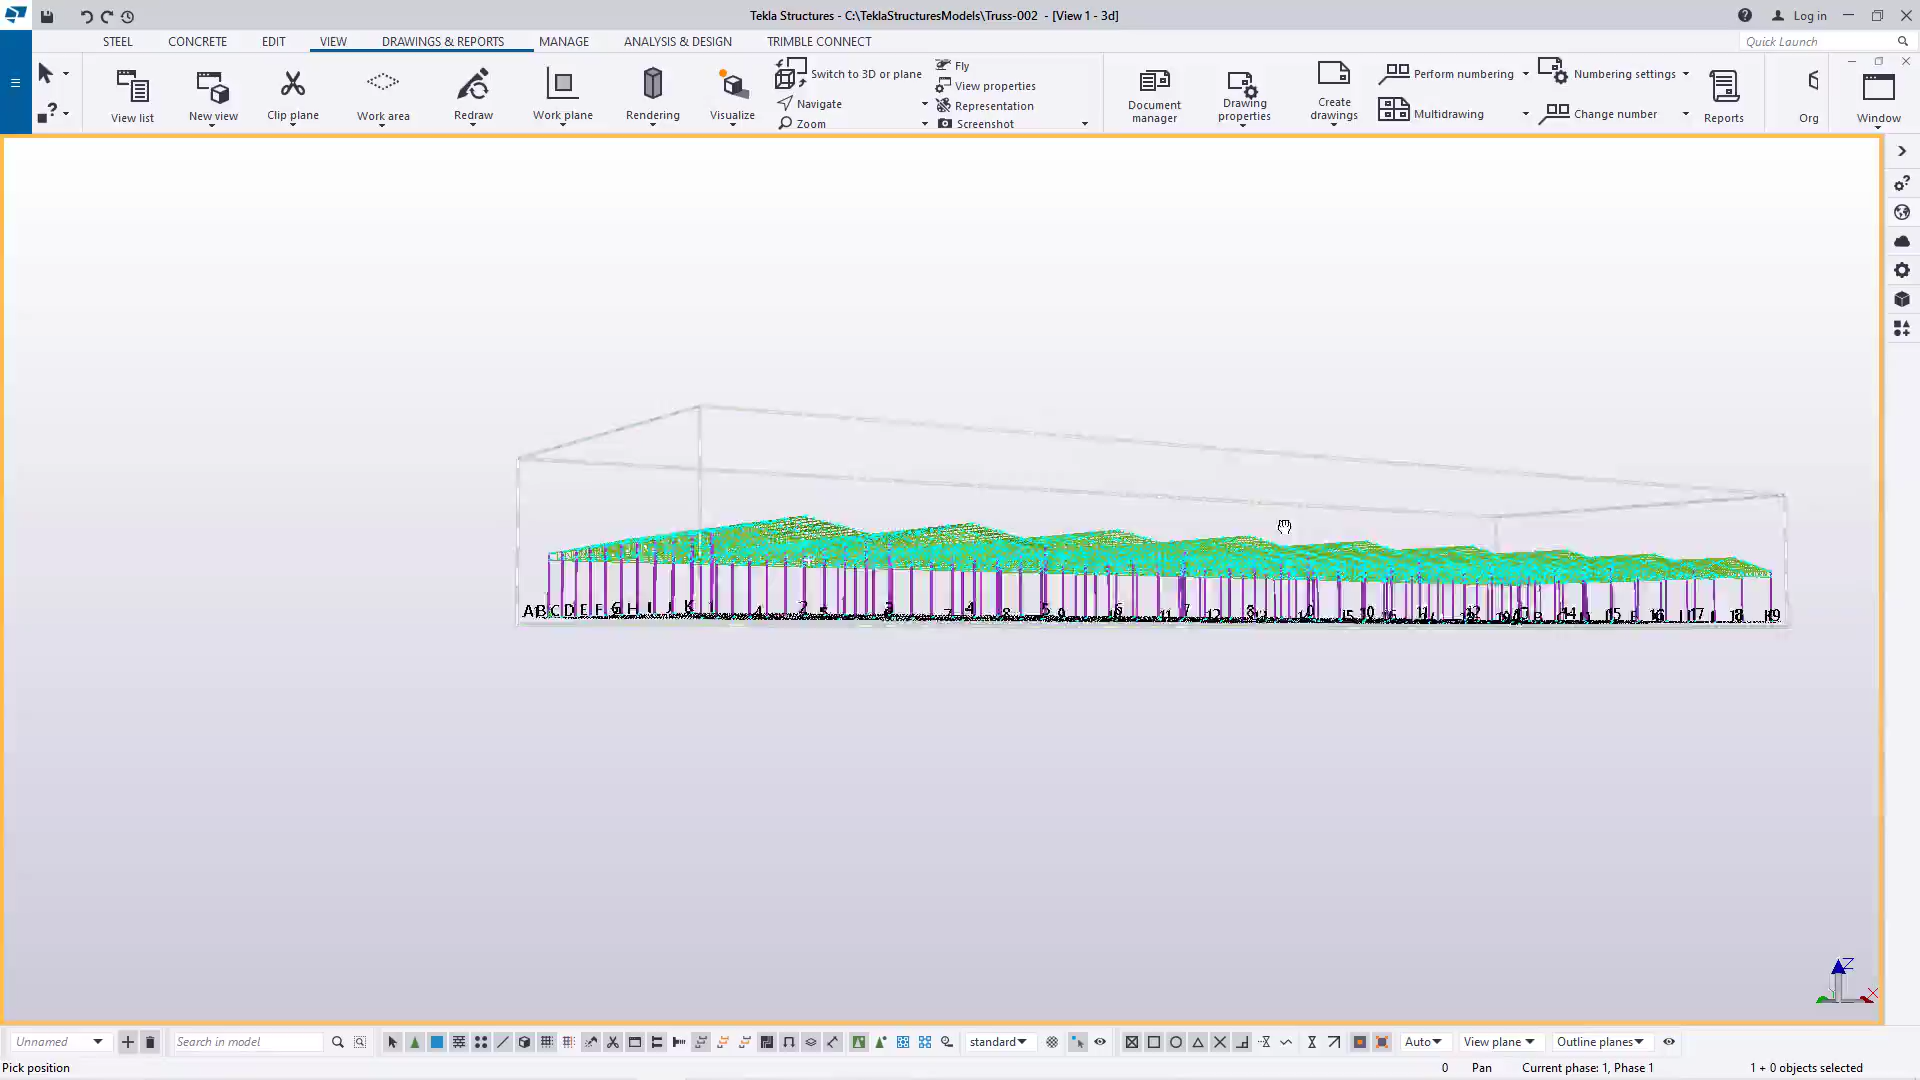 Tekla Structures - C:\TeklaStructuresModels\Truss-002 - [View 1 - 3d]
Log in
STEEL CONCRETE EDIT VIEW DRAWINGS & REPORTS MANAGE ANALYSIS & DESIGN TRIMBLE CONNECT
Quick Launch
View list
New view
Clip plane
Work area
Redraw
Work plane
Rendering
Visualize
Switch to 3D or plane
Navigate
Zoom
Fly
View properties
Representation
Screenshot
Document manager
Drawing properties
Create drawings
Perform numbering
Multidrawing
Numbering settings
Change number
Reports
Org
Window
A B C D E F G H I J K
Z
X
Unnamed
Search in model
standard
Auto
View plane
Outline planes
Pick position
0 Pan Current phase: 1, Phase 1 1 + 0 objects selected